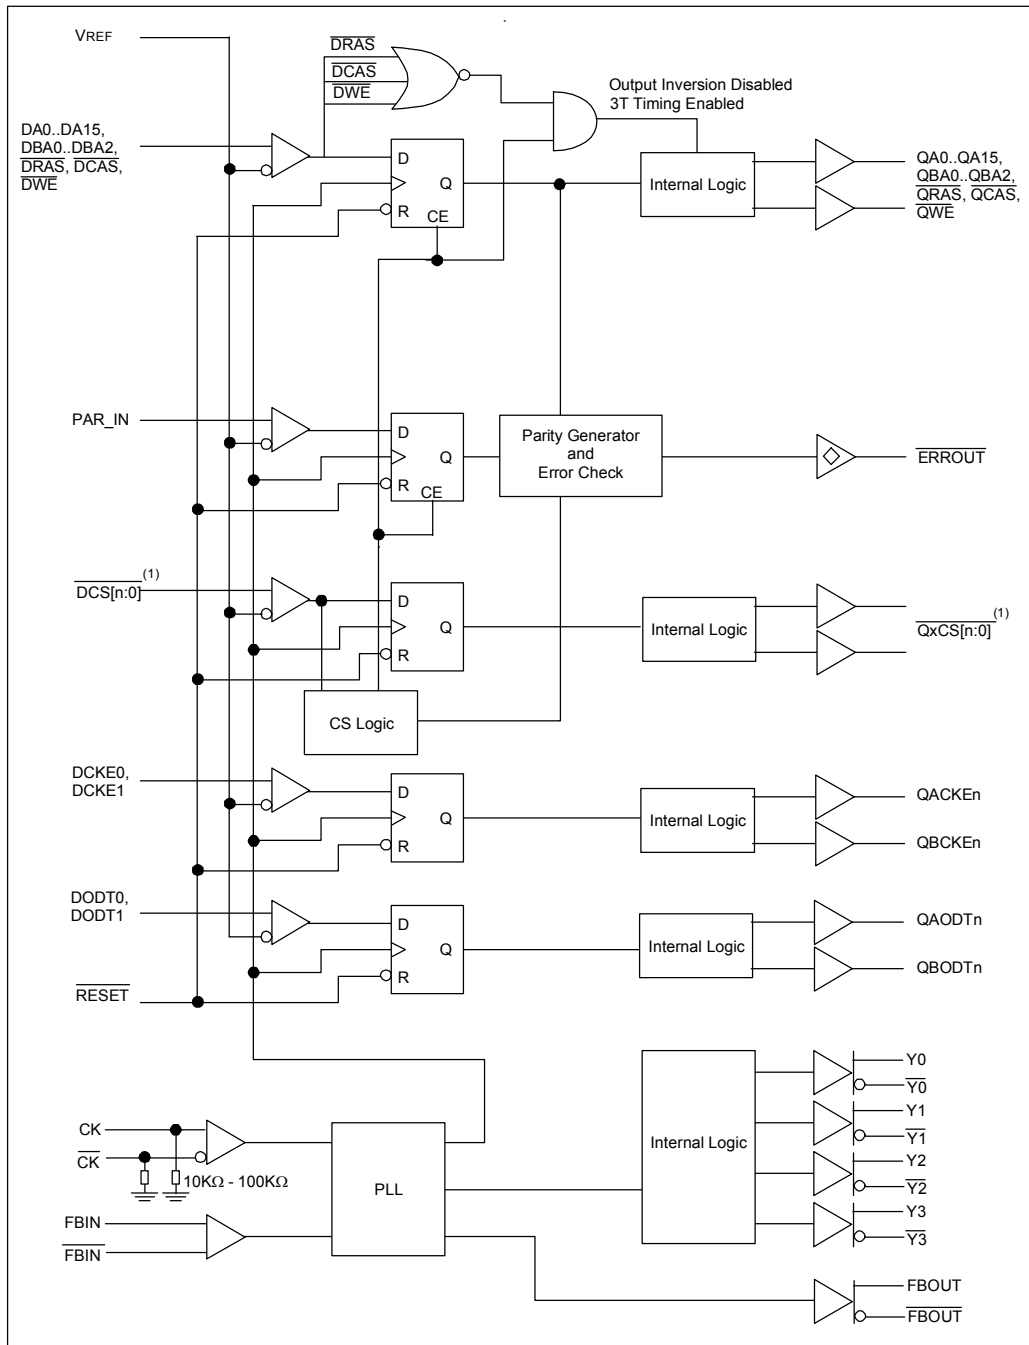 VREF
DRAS
DCAS
DWE
Output Inversion Disabled
3T Timing Enabled
DA0..DA15,
DBA0..DBA2,
DRAS, DCAS,
DWE
D
Q
R
CE
Internal Logic
QA0..QA15,
QBA0..QBA2,
QRAS, QCAS,
QWE
PAR_IN
D
Q
R
CE
Parity Generator
and
Error Check
ERROUT
DCS[n:0] (1)
D
Q
R
Internal Logic
QxCS[n:0] (1)
CS Logic
DCKE0,
DCKE1
D
Q
R
Internal Logic
QACKEn
QBCKEn
DODT0,
DODT1
D
Q
R
Internal Logic
QAODTn
QBODTn
RESET
CK
CK
10KΩ - 100KΩ
FBIN
FBIN
PLL
Internal Logic
Y0
Y0
Y1
Y1
Y2
Y2
Y3
Y3
FBOUT
FBOUT